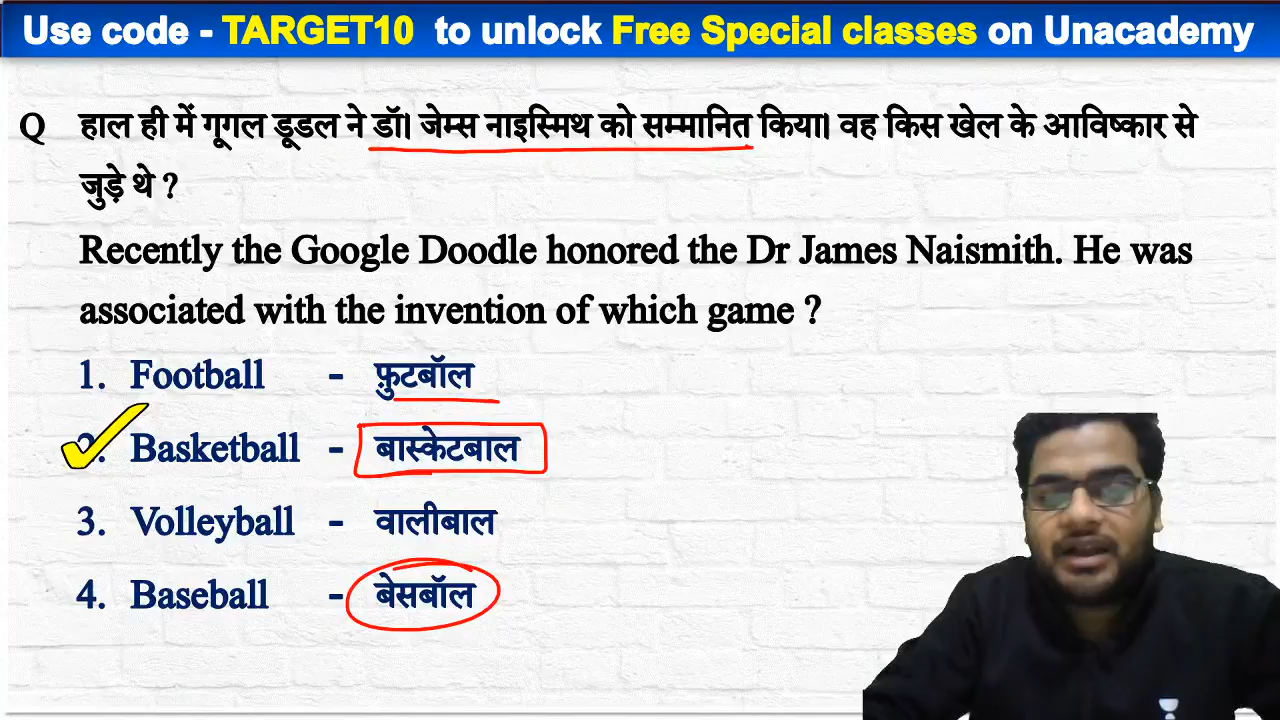 Use code - TARGET10 to unlock Free Special classes on Unacademy
Q हाल ही में गूगल डूडल ने डॉ। जेम्स नाइस्मिथ को सम्मानित किया। वह किस खेल के आविष्कार से
जुड़े थे ?
Recently the Google Doodle honored the Dr James Naismith. He was
associated with the invention of which game ?
1. Football - फ़ुटबॉल
Basketball - बास्केटबाल
3. Volleyball - वालीबाल
4. Baseball - बेसबॉल